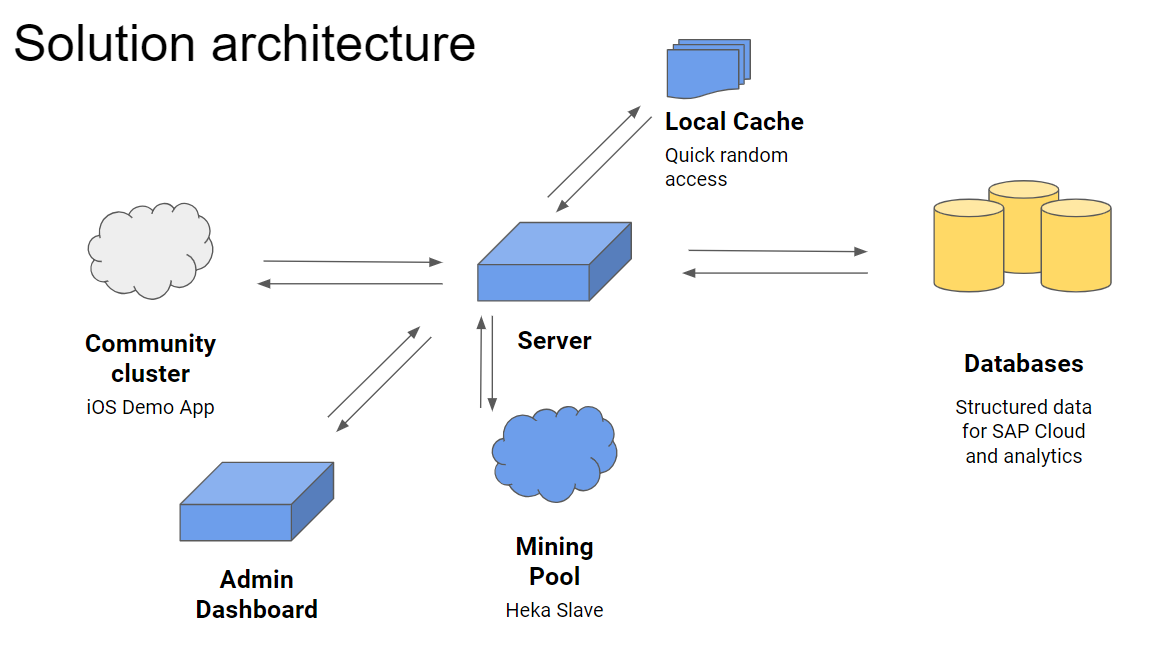 Solution architecture
Local Cache
Quick random
access
Community
cluster
iOS Demo App
Server
Databases
Structured data
for SAP Cloud
and analytics
Admin
Dashboard
Mining
Pool
Heka Slave